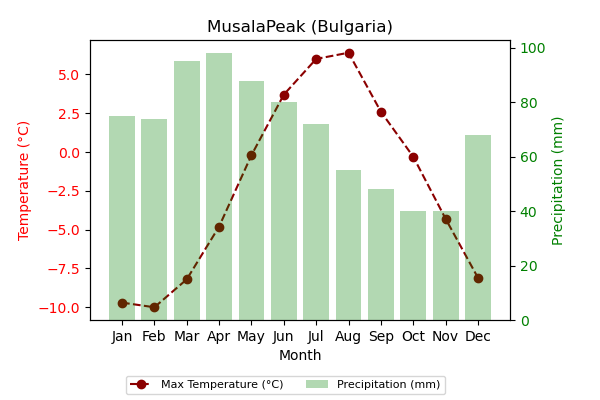 MusalaPeak (Bulgaria)
Temperature (°C)
5.0
2.5
0.0
−2.5
−5.0
−7.5
−10.0
100
80
60
40
20
0
Precipitation (mm)
Jan Feb Mar Apr May Jun Jul Aug Sep Oct Nov Dec
Month
Max Temperature (°C) Precipitation (mm)